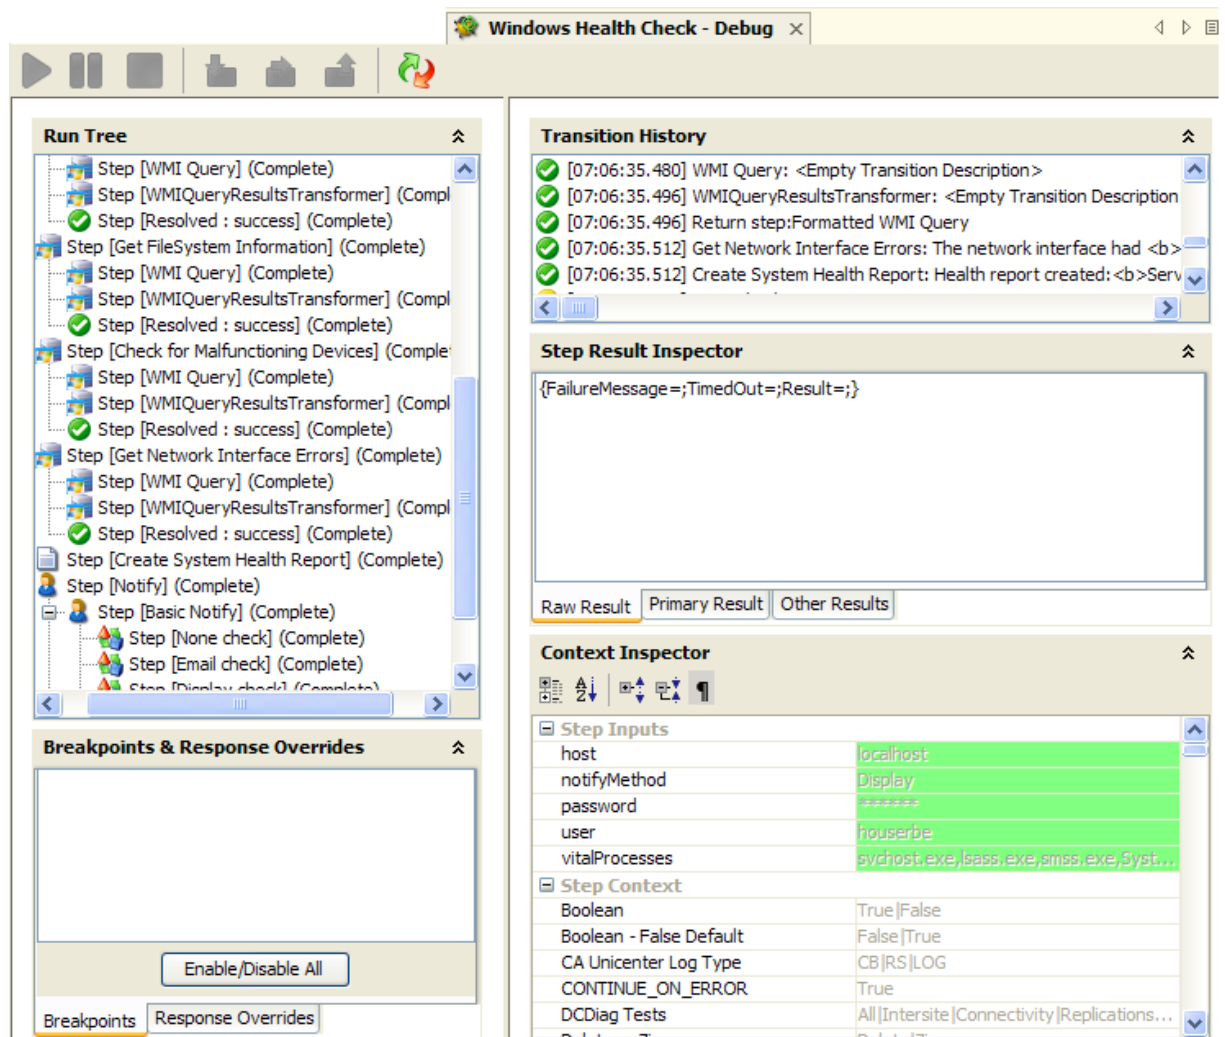 Windows Health Check - Debug
Run Tree
Step [WMI Query] (Complete)
Step [WMIQueryResultsTransformer] (Compl
Step [Resolved : success] (Complete)
Step [Get FileSystem Information] (Complete)
Step [WMI Query] (Complete)
Step [WMIQueryResultsTransformer] (Compl
Step [Resolved : success] (Complete)
Step [Check for Malfunctioning Devices] (Complet
Step [WMI Query] (Complete)
Step [WMIQueryResultsTransformer] (Compl
Step [Resolved : success] (Complete)
Step [Get Network Interface Errors] (Complete)
Step [WMI Query] (Complete)
Step [WMIQueryResultsTransformer] (Compl
Step [Resolved : success] (Complete)
Step [Create System Health Report] (Complete)
Step [Notify] (Complete)
Step [Basic Notify] (Complete)
Step [None check] (Complete)
Step [Email check] (Complete)
Step [Display check] (Complete)
Breakpoints & Response Overrides
Enable/Disable All
Breakpoints Response Overrides
Transition History
[07:06:35.480] WMI Query: <Empty Transition Description>
[07:06:35.496] WMIQueryResultsTransformer: <Empty Transition Description
[07:06:35.496] Return step:Formatted WMI Query
[07:06:35.512] Get Network Interface Errors: The network interface had <b>
[07:06:35.512] Create System Health Report: Health report created:<b>Serv
Step Result Inspector
{FailureMessage=;TimedOut=;Result=;}
Raw Result Primary Result Other Results
Context Inspector
Step Inputs
host localhost
notifyMethod Display
password *******
user houserbe
vitalProcesses svchost.exe,lsass.exe,smss.exe,Syst...
Step Context
Boolean True|False
Boolean - False Default False|True
CA Unicenter Log Type CB|RS|LOG
CONTINUE_ON_ERROR True
DCDiag Tests All|Intersite|Connectivity|Replications...